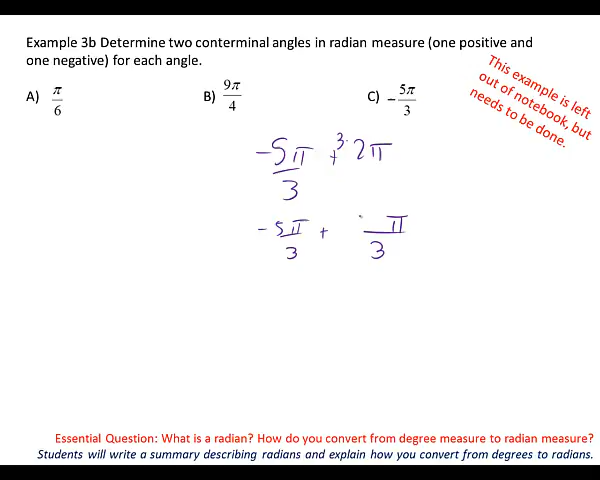 Example 3b Determine two conterminal angles in radian measure (one positive and
one negative) for each angle.
This example is left
out of notebook, but
needs to be done.
A) π/6 B) 9π/4 C) -5π/3
-5π/3 + 3·2π
-5π/3 + π/3
Essential Question: What is a radian? How do you convert from degree measure to radian measure?
Students will write a summary describing radians and explain how you convert from degrees to radians.